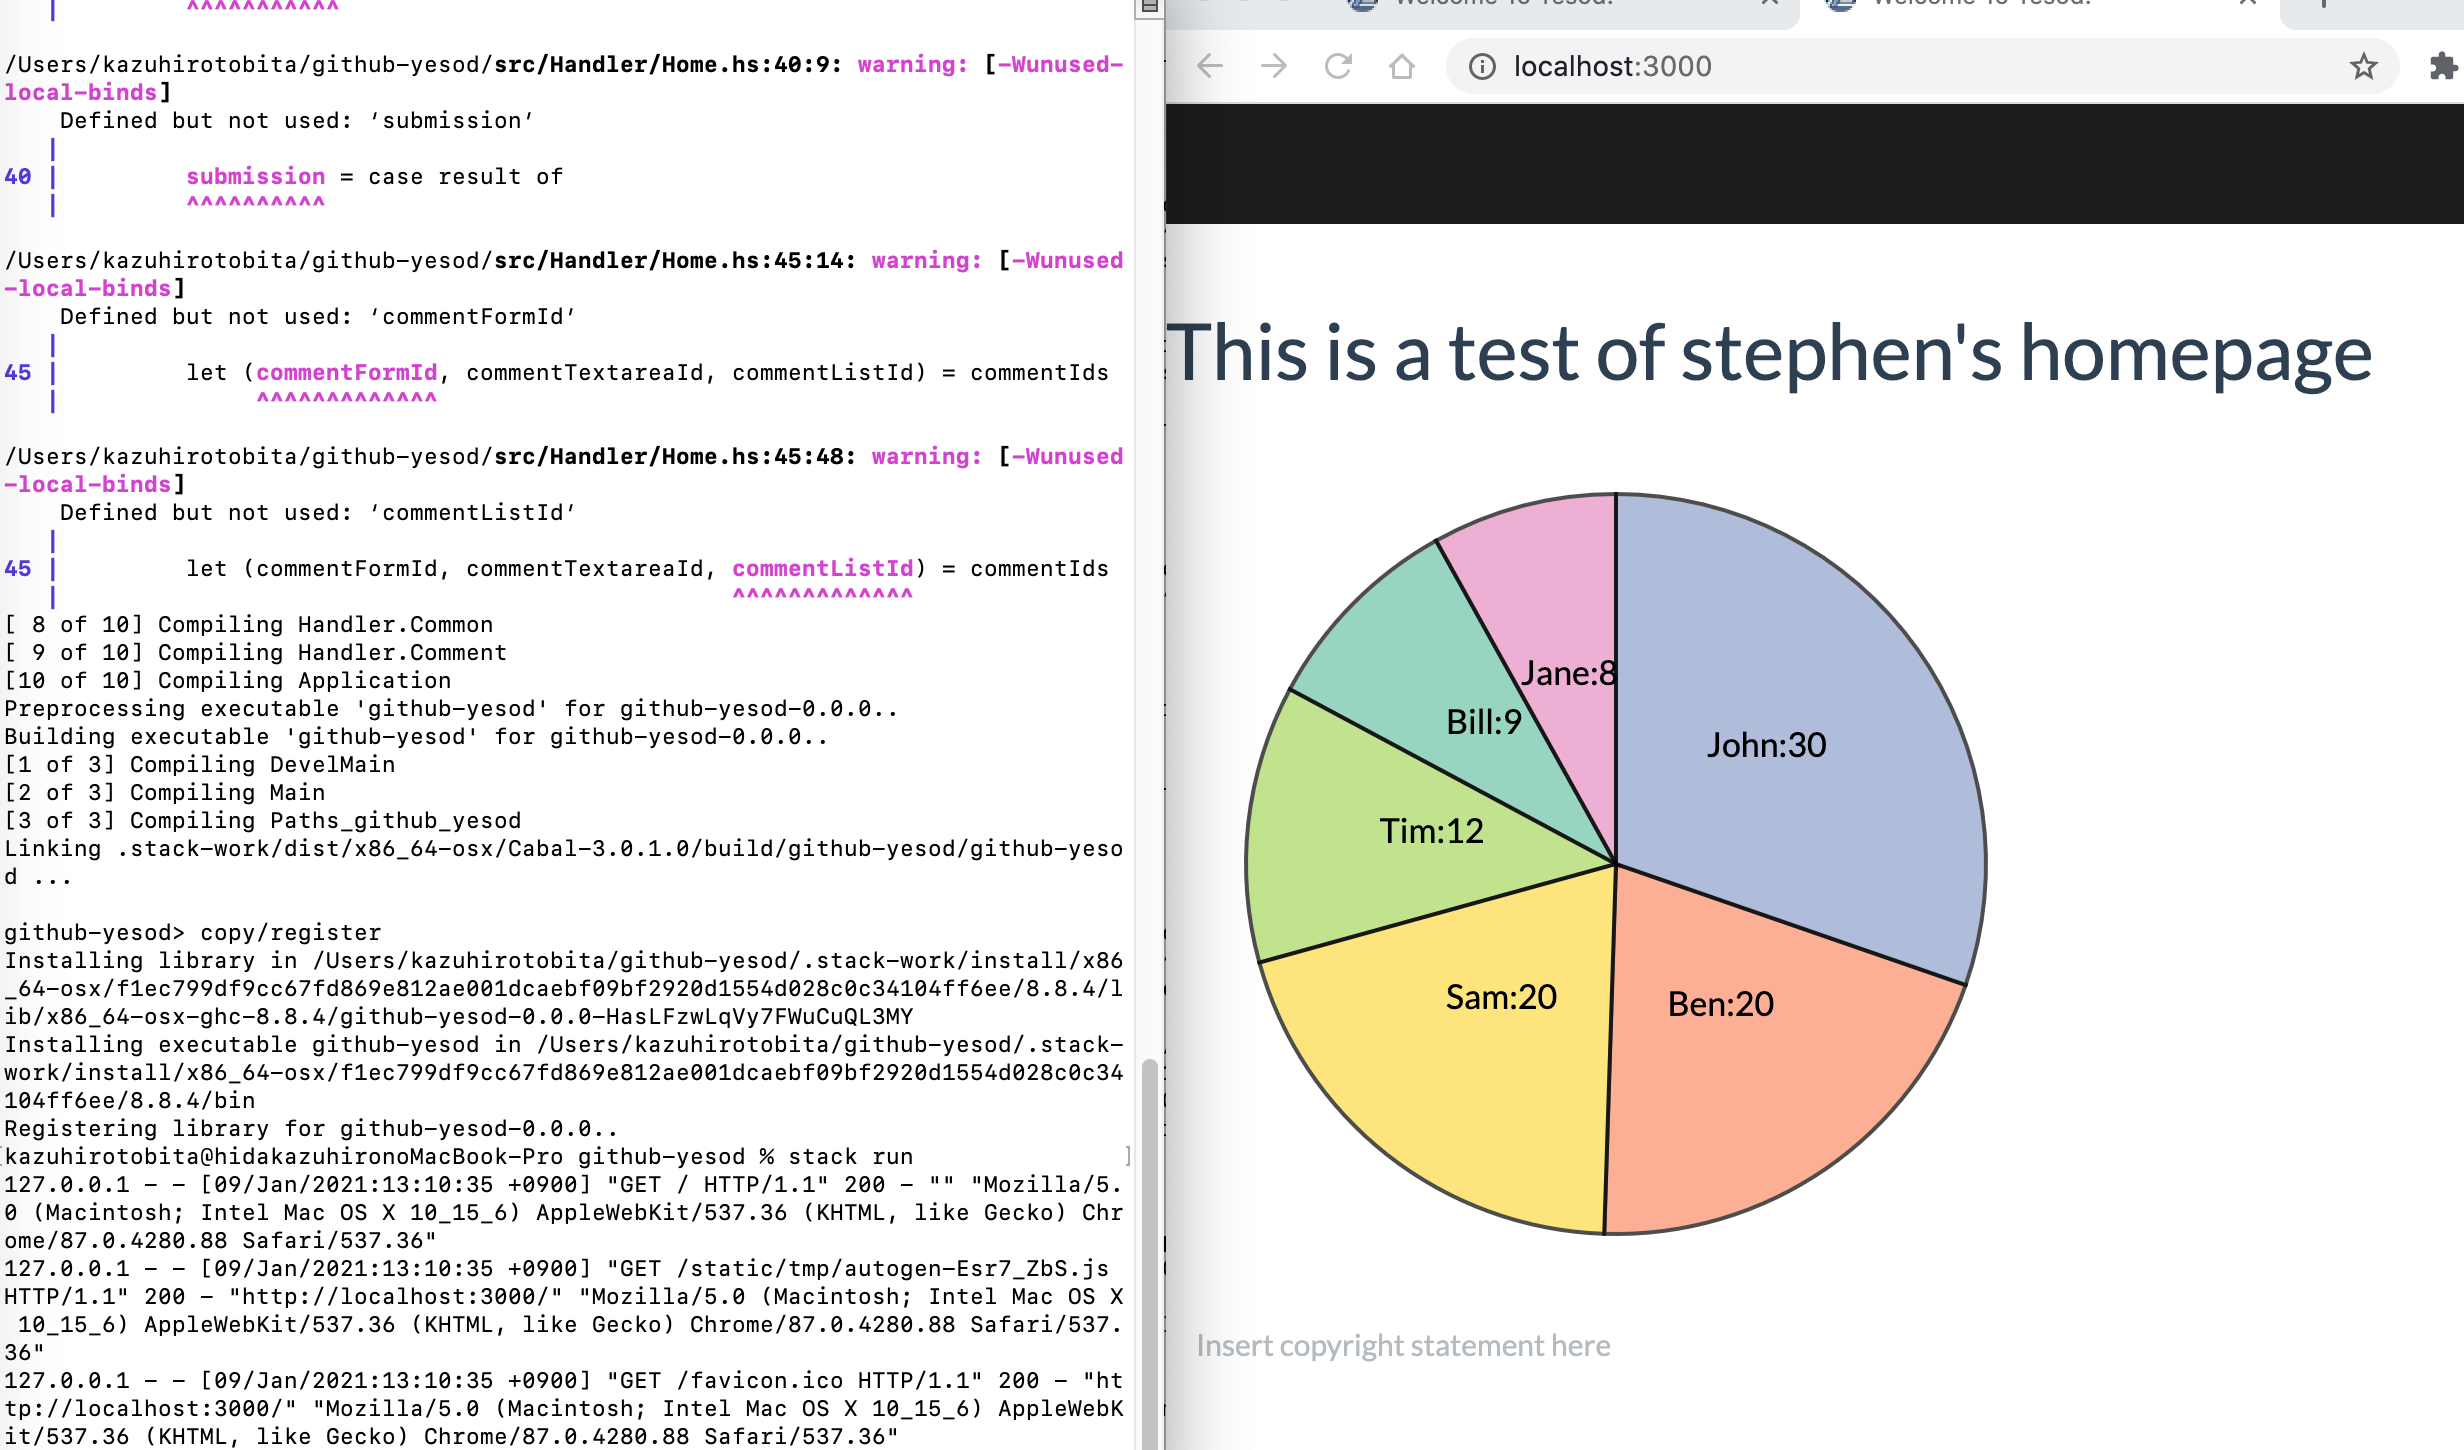 ^^^^^^^^^^^
/Users/kazuhirotobita/github-yesod/src/Handler/Home.hs:40:9: warning: [-Wunused-
local-binds]
Defined but not used: ‘submission’
|
40 | submission = case result of
| ^^^^^^^^^^
/Users/kazuhirotobita/github-yesod/src/Handler/Home.hs:45:14: warning: [-Wunused
-local-binds]
Defined but not used: ‘commentFormId’
|
45 | let (commentFormId, commentTextareaId, commentListId) = commentIds
| ^^^^^^^^^^^^^
/Users/kazuhirotobita/github-yesod/src/Handler/Home.hs:45:48: warning: [-Wunused
-local-binds]
Defined but not used: ‘commentListId’
|
45 | let (commentFormId, commentTextareaId, commentListId) = commentIds
| ^^^^^^^^^^^^^
[ 8 of 10] Compiling Handler.Common
[ 9 of 10] Compiling Handler.Comment
[10 of 10] Compiling Application
Preprocessing executable 'github-yesod' for github-yesod-0.0.0..
Building executable 'github-yesod' for github-yesod-0.0.0..
[1 of 3] Compiling DevelMain
[2 of 3] Compiling Main
[3 of 3] Compiling Paths_github_yesod
Linking .stack-work/dist/x86_64-osx/Cabal-3.0.1.0/build/github-yesod/github-yeso
d ...
github-yesod> copy/register
Installing library in /Users/kazuhirotobita/github-yesod/.stack-work/install/x86
_64-osx/f1ec799df9cc67fd869e812ae001dcaebf09bf2920d1554d028c0c34104ff6ee/8.8.4/l
ib/x86_64-osx-ghc-8.8.4/github-yesod-0.0.0-HasLFzwLqVy7FWuCuQL3MY
Installing executable github-yesod in /Users/kazuhirotobita/github-yesod/.stack-
work/install/x86_64-osx/f1ec799df9cc67fd869e812ae001dcaebf09bf2920d1554d028c0c34
104ff6ee/8.8.4/bin
Registering library for github-yesod-0.0.0..
[kazuhirotobita@hidakazuhironoMacBook-Pro github-yesod % stack run ]
127.0.0.1 - - [09/Jan/2021:13:10:35 +0900] "GET / HTTP/1.1" 200 - "" "Mozilla/5.
0 (Macintosh; Intel Mac OS X 10_15_6) AppleWebKit/537.36 (KHTML, like Gecko) Chr
ome/87.0.4280.88 Safari/537.36"
127.0.0.1 - - [09/Jan/2021:13:10:35 +0900] "GET /static/tmp/autogen-Esr7_ZbS.js
HTTP/1.1" 200 - "http://localhost:3000/" "Mozilla/5.0 (Macintosh; Intel Mac OS X
10_15_6) AppleWebKit/537.36 (KHTML, like Gecko) Chrome/87.0.4280.88 Safari/537.
36"
127.0.0.1 - - [09/Jan/2021:13:10:35 +0900] "GET /favicon.ico HTTP/1.1" 200 - "ht
tp://localhost:3000/" "Mozilla/5.0 (Macintosh; Intel Mac OS X 10_15_6) AppleWebK
it/537.36 (KHTML, like Gecko) Chrome/87.0.4280.88 Safari/537.36"
Welcome To Yesod!
Welcome To Yesod!
localhost:3000
This is a test of stephen's homepage
Jane:8
Bill:9
John:30
Tim:12
Sam:20
Ben:20
Insert copyright statement here